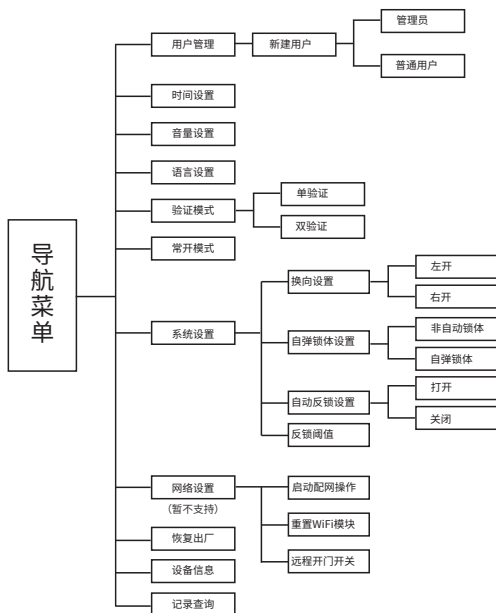 导航菜单
用户管理
新建用户
管理员
普通用户
时间设置
音量设置
语言设置
验证模式
单验证
双验证
常开模式
系统设置
换向设置
左开
右开
自弹锁体设置
非自动锁体
自弹锁体
自动反锁设置
打开
关闭
反锁阈值
网络设置
（暂不支持）
启动配网操作
重置WiFi模块
远程开门开关
恢复出厂
设备信息
记录查询